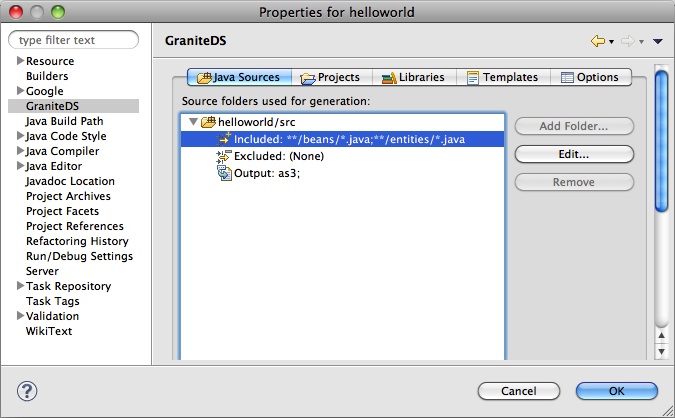 Properties for helloworld
type filter text
Resource
Builders
Google
GraniteDS
Java Build Path
Java Code Style
Java Compiler
Java Editor
Javadoc Location
Project Archives
Project Facets
Project References
Refactoring History
Run/Debug Settings
Server
Task Repository
Task Tags
Validation
WikiText
GraniteDS
Java Sources Projects Libraries Templates Options
Source folders used for generation:
helloworld/src
Included: **/beans/*.java;**/entities/*.java
Excluded: (None)
Output: as3;
Add Folder...
Edit...
Remove
?
Cancel OK